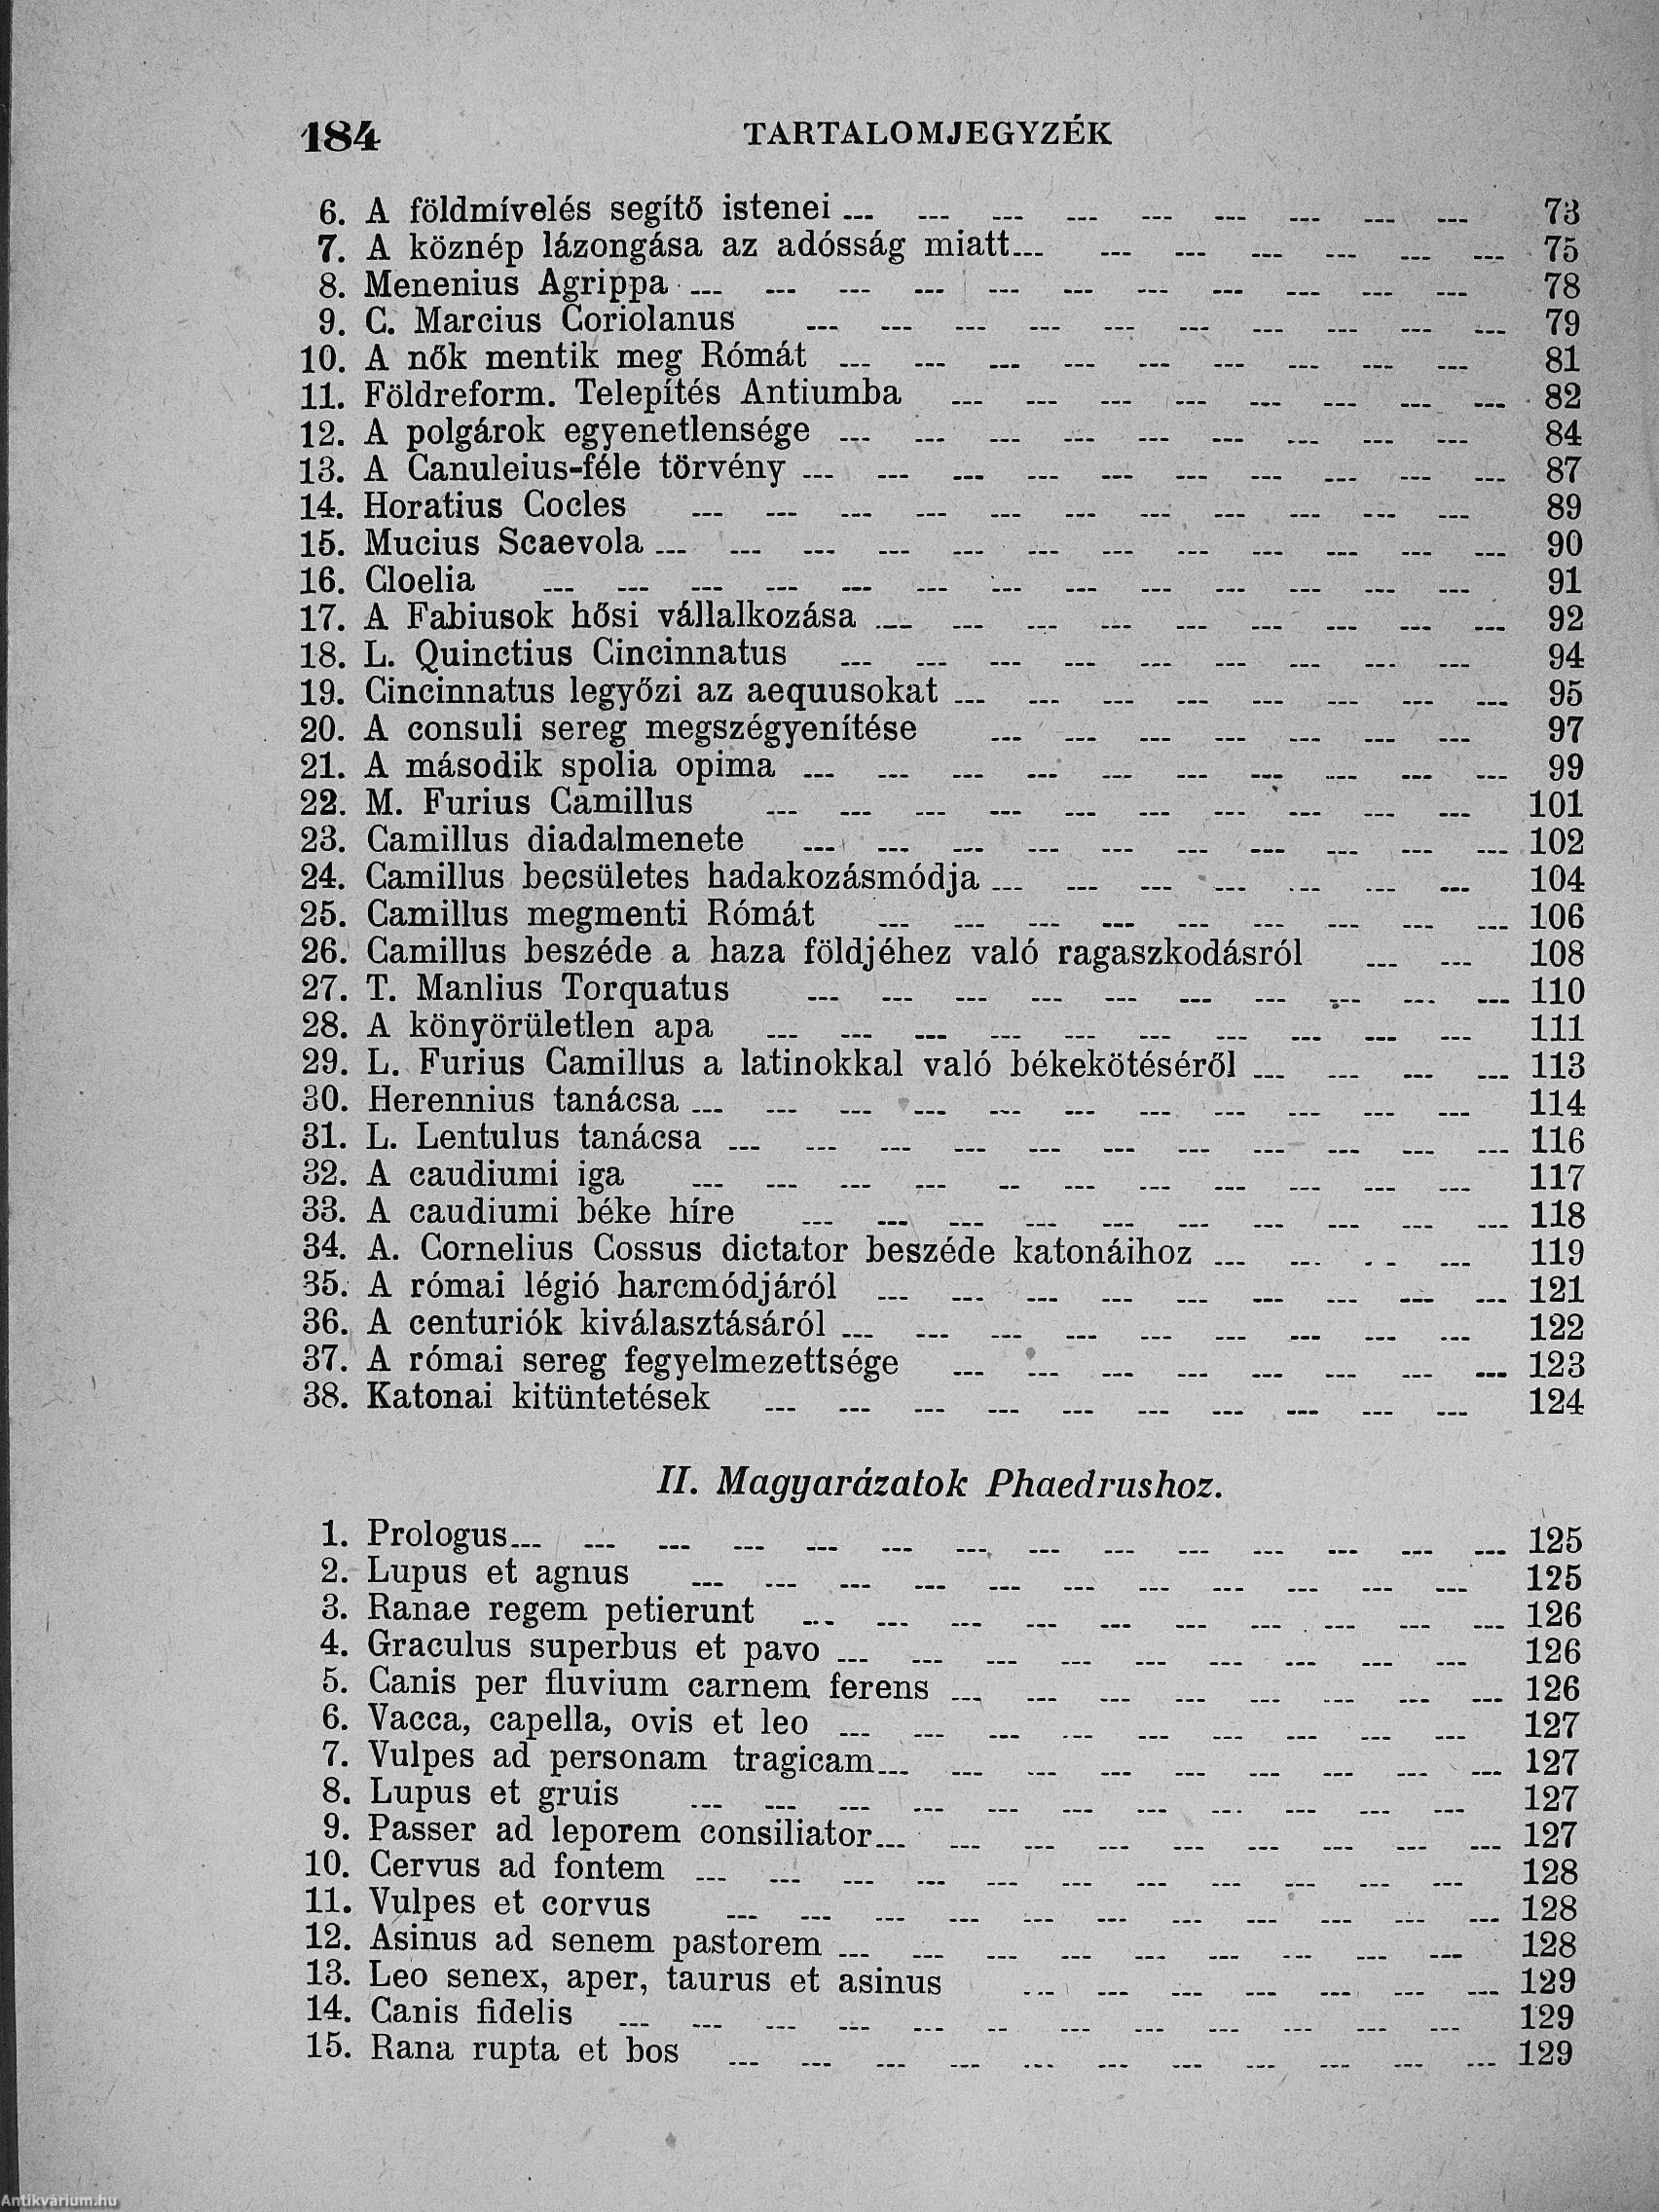 184 TARTALOMJEGYZÉK
6. A földmívelés segítő istenei 73
7. A köznép lázongása az adósság miatt 75
8. Menenius Agrippa 78
9. C. Marcius Coriolanus 79
10. A nők mentik meg Rómát 81
11. Földreform. Telepítés Antiumba 82
12. A polgárok egyenetlensége 84
13. A Canuleius-féle törvény 87
14. Horatius Cocles 89
15. Mucius Scaevola 90
16. Cloelia 91
17. A Fabiusok hősi vállalkozása 92
18. L. Quinctius Cincinnatus 94
19. Cincinnatus legyőzi az aequusokat 95
20. A consuli sereg megszégyenítése 97
21. A második spolia opima 99
22. M. Furius Camillus 101
23. Camillus diadalmenete 102
24. Camillus becsületes hadakozásmódja 104
25. Camillus megmenti Rómát 106
26. Camillus beszéde a haza földjéhez való ragaszkodásról 108
27. T. Manlius Torquatus 110
28. A könyörületlen apa 111
29. L. Furius Camillus a latinokkal való békekötéséről 113
30. Herennius tanácsa 114
31. L. Lentulus tanácsa 116
32. A caudiumi iga 117
33. A caudiumi béke híre 118
34. A. Cornelius Cossus dictator beszéde katonáihoz 119
35. A római légió harcmódjáról 121
36. A centuriók kiválasztásáról 122
37. A római sereg fegyelmezettsége 123
38. Katonai kitüntetések 124
II. Magyarázatok Phaedrushoz.
1. Prologus 125
2. Lupus et agnus 125
3. Ranae regem petierunt 126
4. Graculus superbus et pavo 126
5. Canis per fluvium carnem ferens 126
6. Vacca, capella, ovis et leo 127
7. Vulpes ad personam tragicam 127
8. Lupus et gruis 127
9. Passer ad leporem consiliator 127
10. Cervus ad fontem 128
11. Vulpes et corvus 128
12. Asinus ad senem pastorem 128
13. Leo senex, aper, taurus et asinus 129
14. Canis fidelis 129
15. Rana rupta et bos 129
Antikvarium.hu